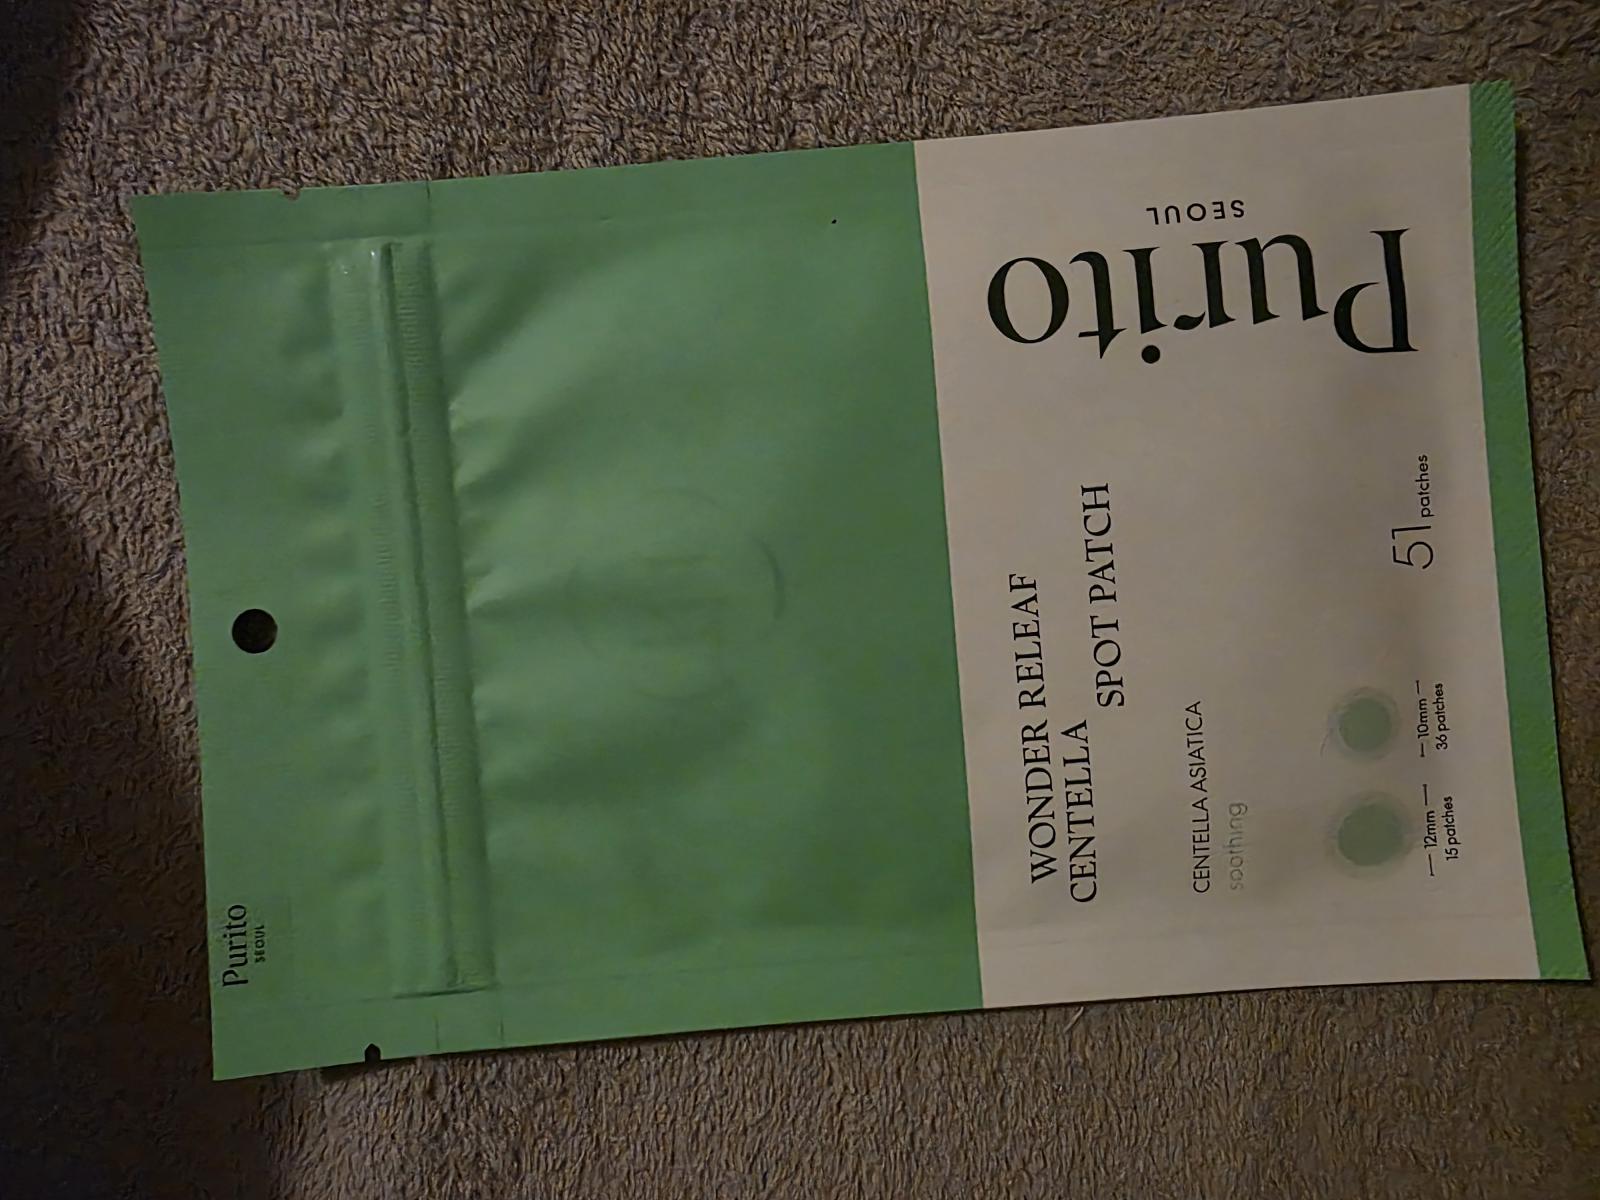 Purito
SEOUL
WONDER RELEAF
CENTELLA
SPOT PATCH
CENTELLA ASIATICA
soothing
12mm
15 patches
10mm
36 patches
51 patches
Purito
SEOUL